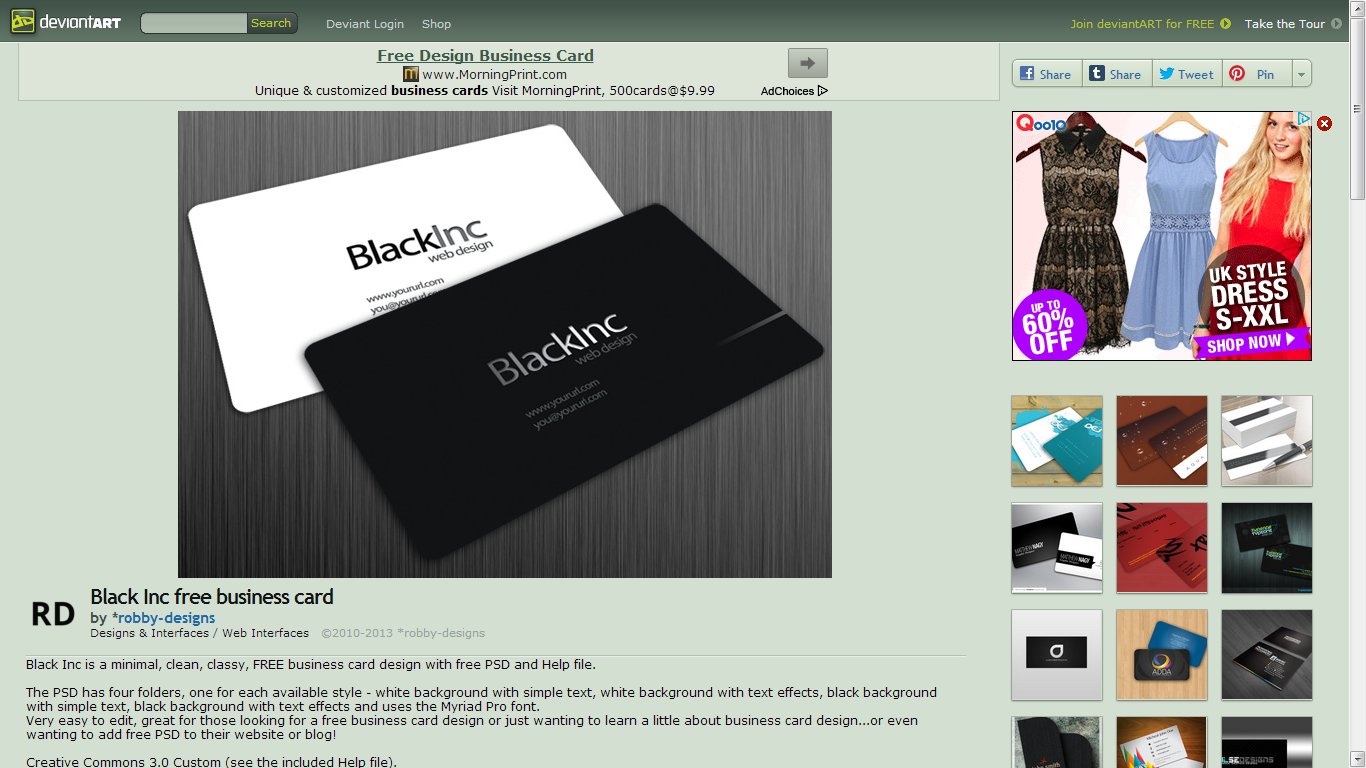 deviantART
Search
Deviant Login
Shop
Join deviantART for FREE
Take the Tour
Free Design Business Card
www.MorningPrint.com
Unique & customized business cards Visit MorningPrint, 500cards@$9.99
AdChoices
Share
Share
Tweet
Pin
BlackInc
web design
www.yoururl.com
you@yoururl.com
BlackInc
web design
www.yoururl.com
you@yoururl.com
Qoo10
UP TO
60%
OFF
UK STYLE
DRESS
S-XXL
SHOP NOW
MATTHEW NAGY
MATTHEW NAGY
ADDA
RD
Black Inc free business card
by *robby-designs
Designs & Interfaces / Web Interfaces ©2010-2013 *robby-designs
Black Inc is a minimal, clean, classy, FREE business card design with free PSD and Help file.
The PSD has four folders, one for each available style - white background with simple text, white background with text effects, black background
with simple text, black background with text effects and uses the Myriad Pro font.
Very easy to edit, great for those looking for a free business card design or just wanting to learn a little about business card design...or even
wanting to add free PSD to their website or blog!
Creative Commons 3.0 Custom (see the included Help file).